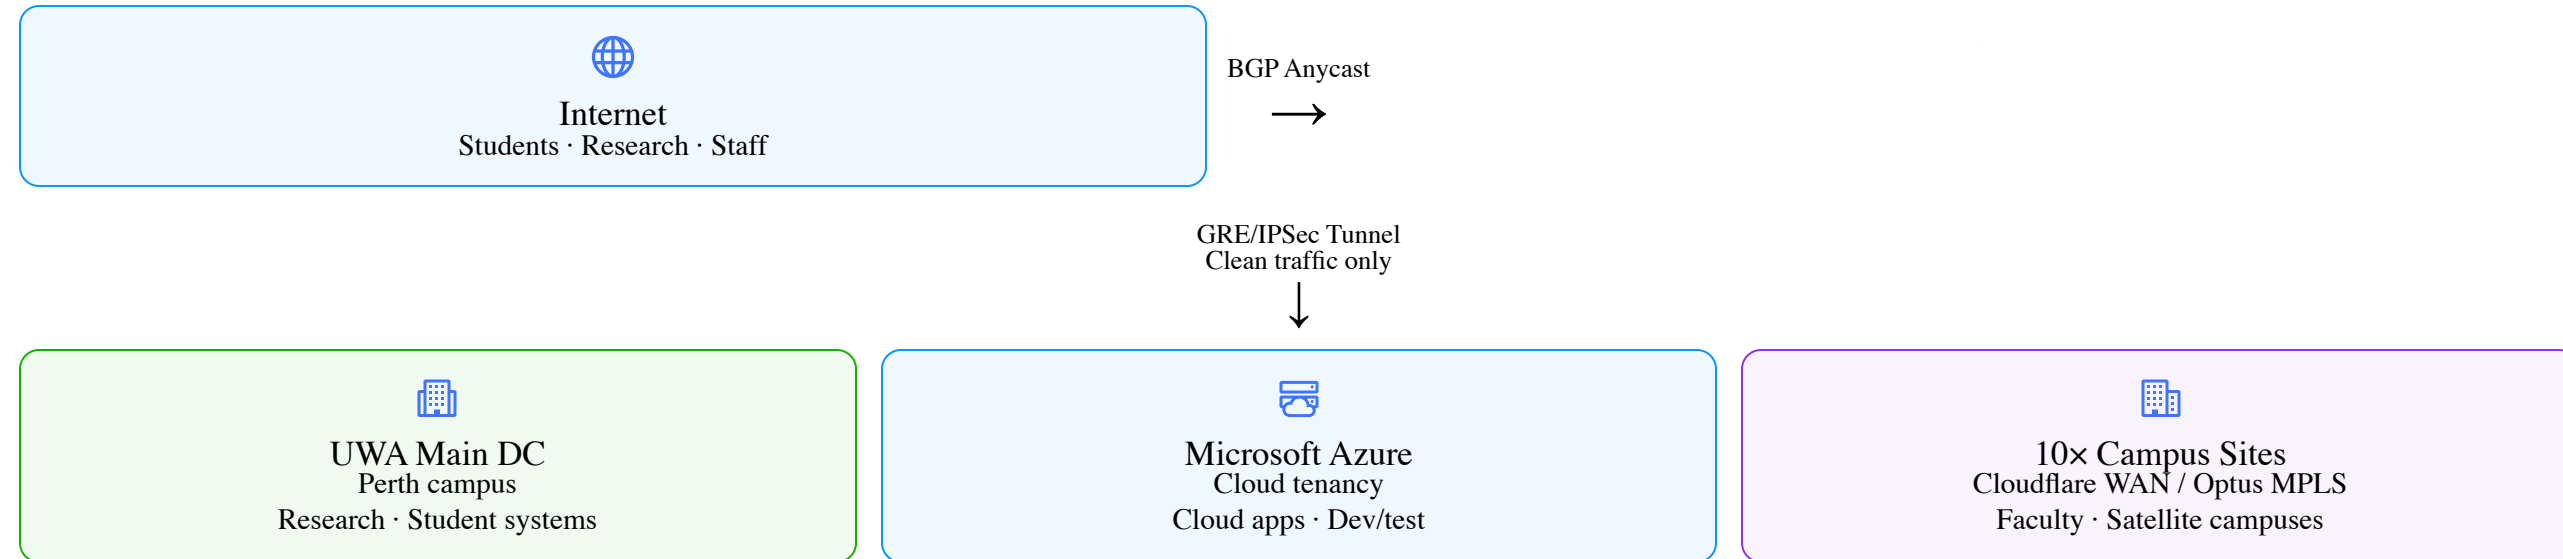 Internet
Students · Research · Staff
BGP Anycast
GRE/IPSec Tunnel
Clean traffic only
UWA Main DC
Perth campus
Research · Student systems
Microsoft Azure
Cloud tenancy
Cloud apps · Dev/test
10× Campus Sites
Cloudflare WAN / Optus MPLS
Faculty · Satellite campuses